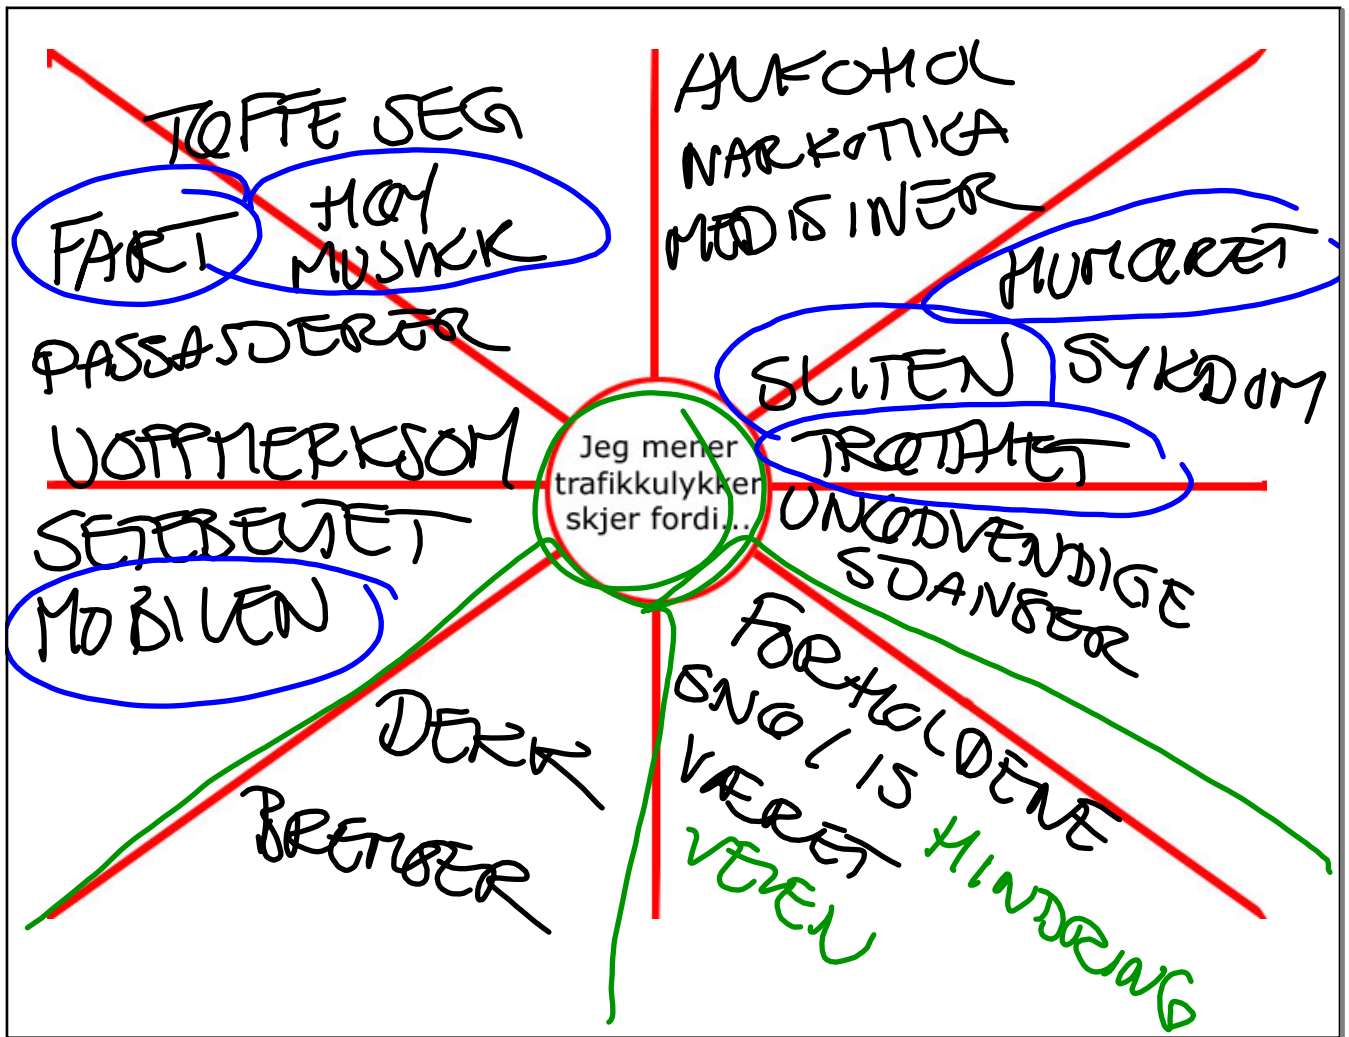 TØFFE SEG
FART
HØY
MUSIKK
PASSASJERER
UOPPMERKSOM
SETEBELTET
MOBILEN
ALKOHOL
NARKOTIKA
MEDISINER
HUMØRET
SLITEN
SYKDOM
TRØTTHET
Jeg mener
trafikkulykker
skjer fordi...
UNØDVENDIGE
SJANSER
FORHOLDENE
SNØ / IS
VÆRET
VEIEN
HINDRING
DEKK
BREMSER